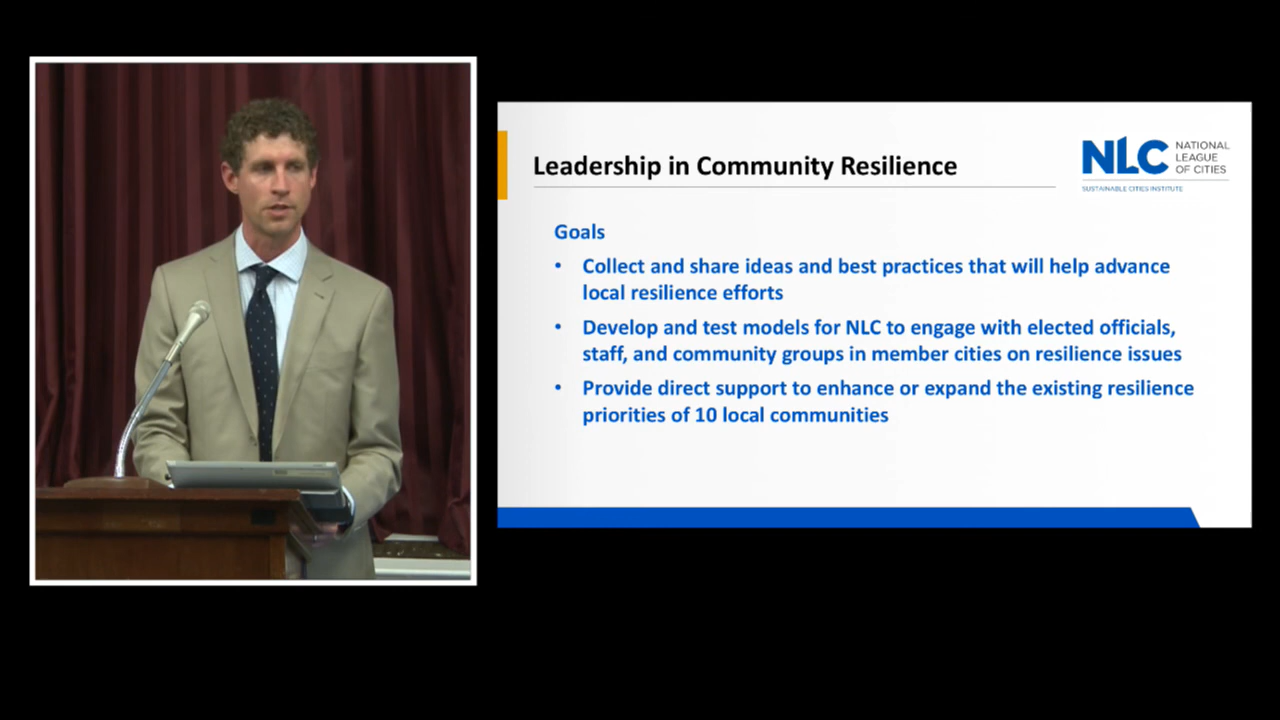 Leadership in Community Resilience
NLC NATIONAL
LEAGUE
OF CITIES
SUSTAINABLE CITIES INSTITUTE
Goals
• Collect and share ideas and best practices that will help advance
local resilience efforts
• Develop and test models for NLC to engage with elected officials,
staff, and community groups in member cities on resilience issues
• Provide direct support to enhance or expand the existing resilience
priorities of 10 local communities